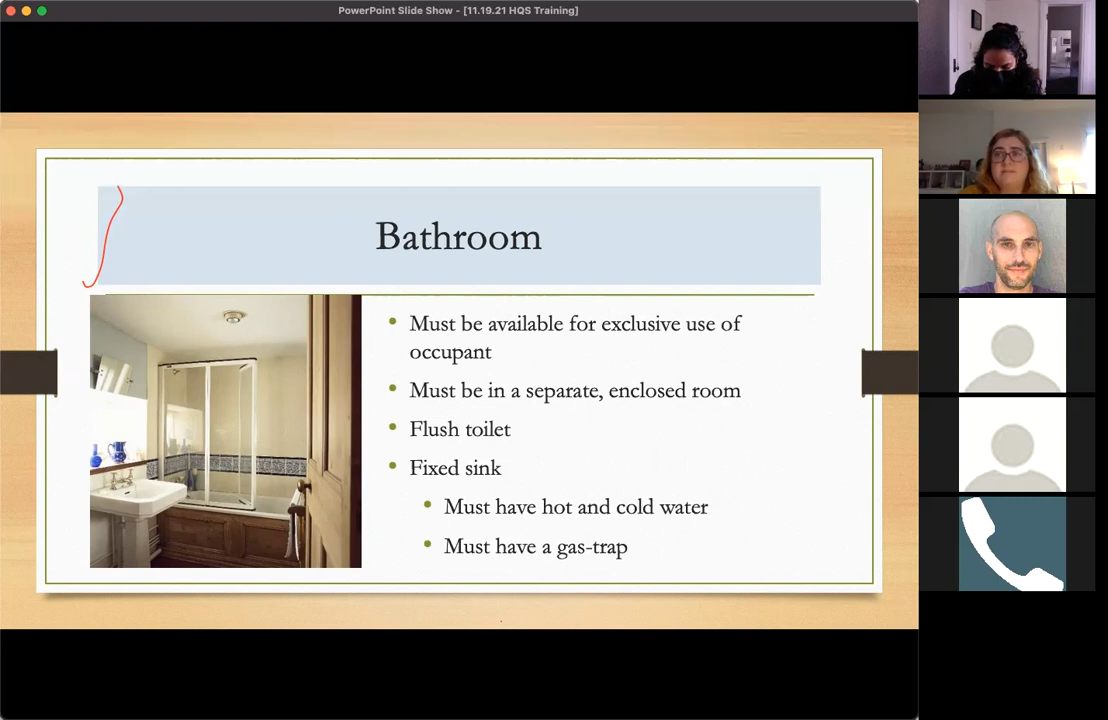 PowerPoint Slide Show - [11.19.21 HQS Training]
Bathroom
Must be available for exclusive use of
occupant
Must be in a separate, enclosed room
Flush toilet
Fixed sink
Must have hot and cold water
Must have a gas-trap